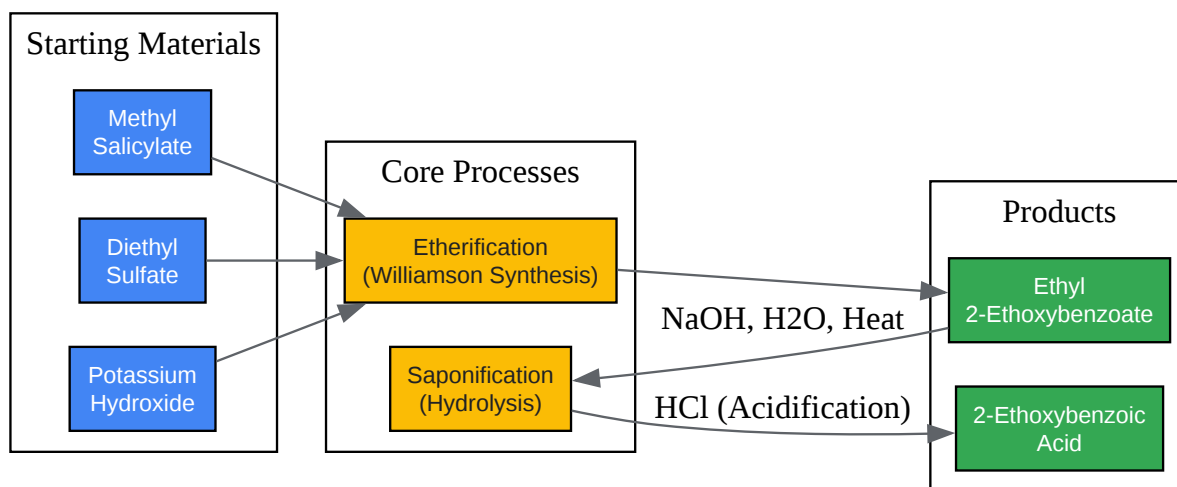 Starting Materials
Methyl
Salicylate
Diethyl
Sulfate
Potassium
Hydroxide
Core Processes
Etherification
(Williamson Synthesis)
Saponification
(Hydrolysis)
NaOH, H2O, Heat
HCl (Acidification)
Products
Ethyl
2-Ethoxybenzoate
2-Ethoxybenzoic
Acid